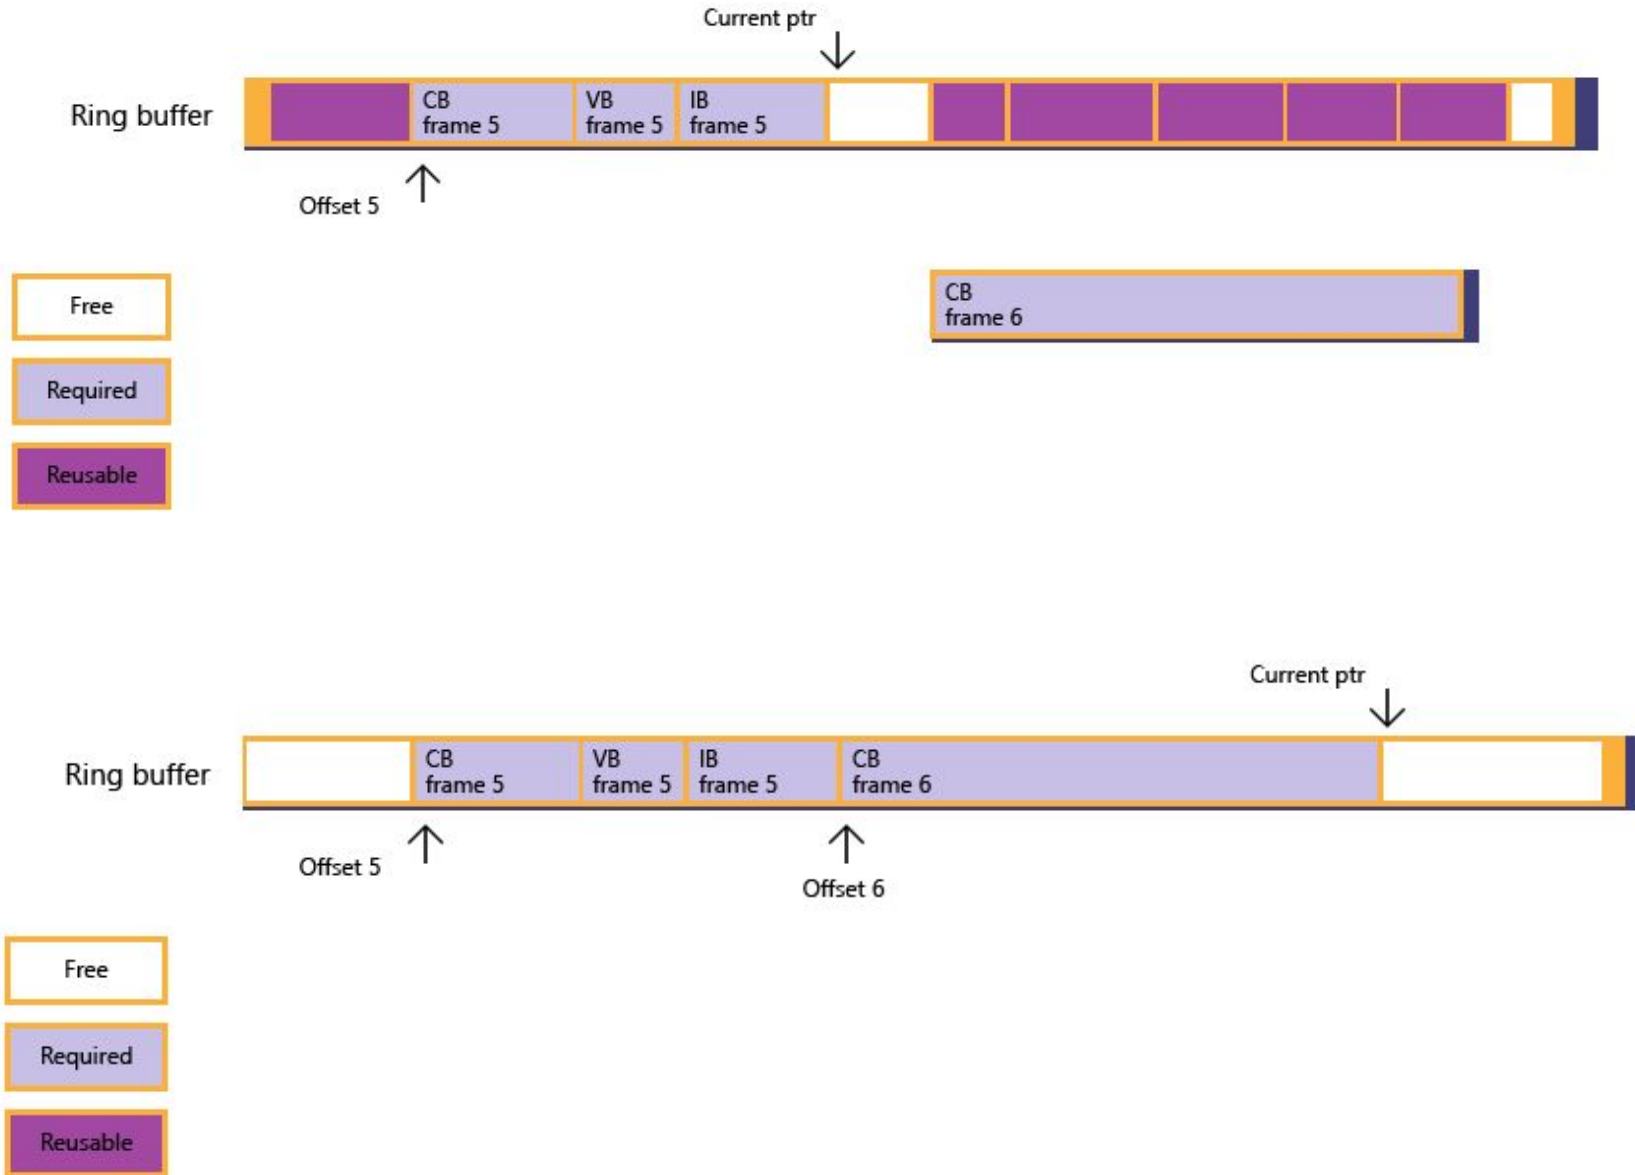 Current ptr
Ring buffer
CB
frame 5
VB
frame 5
IB
frame 5
Offset 5
Free
Required
Reusable
CB
frame 6
Current ptr
Ring buffer
CB
frame 5
VB
frame 5
IB
frame 5
CB
frame 6
Offset 5
Offset 6
Free
Required
Reusable